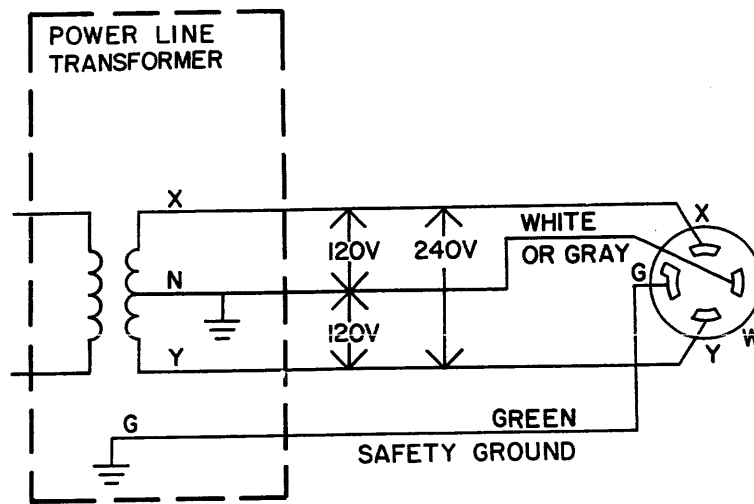 POWER LINE
TRANSFORMER
X
X
120V
240V
WHITE
OR GRAY
N
G
120V
Y
Y
W
G
GREEN
SAFETY GROUND